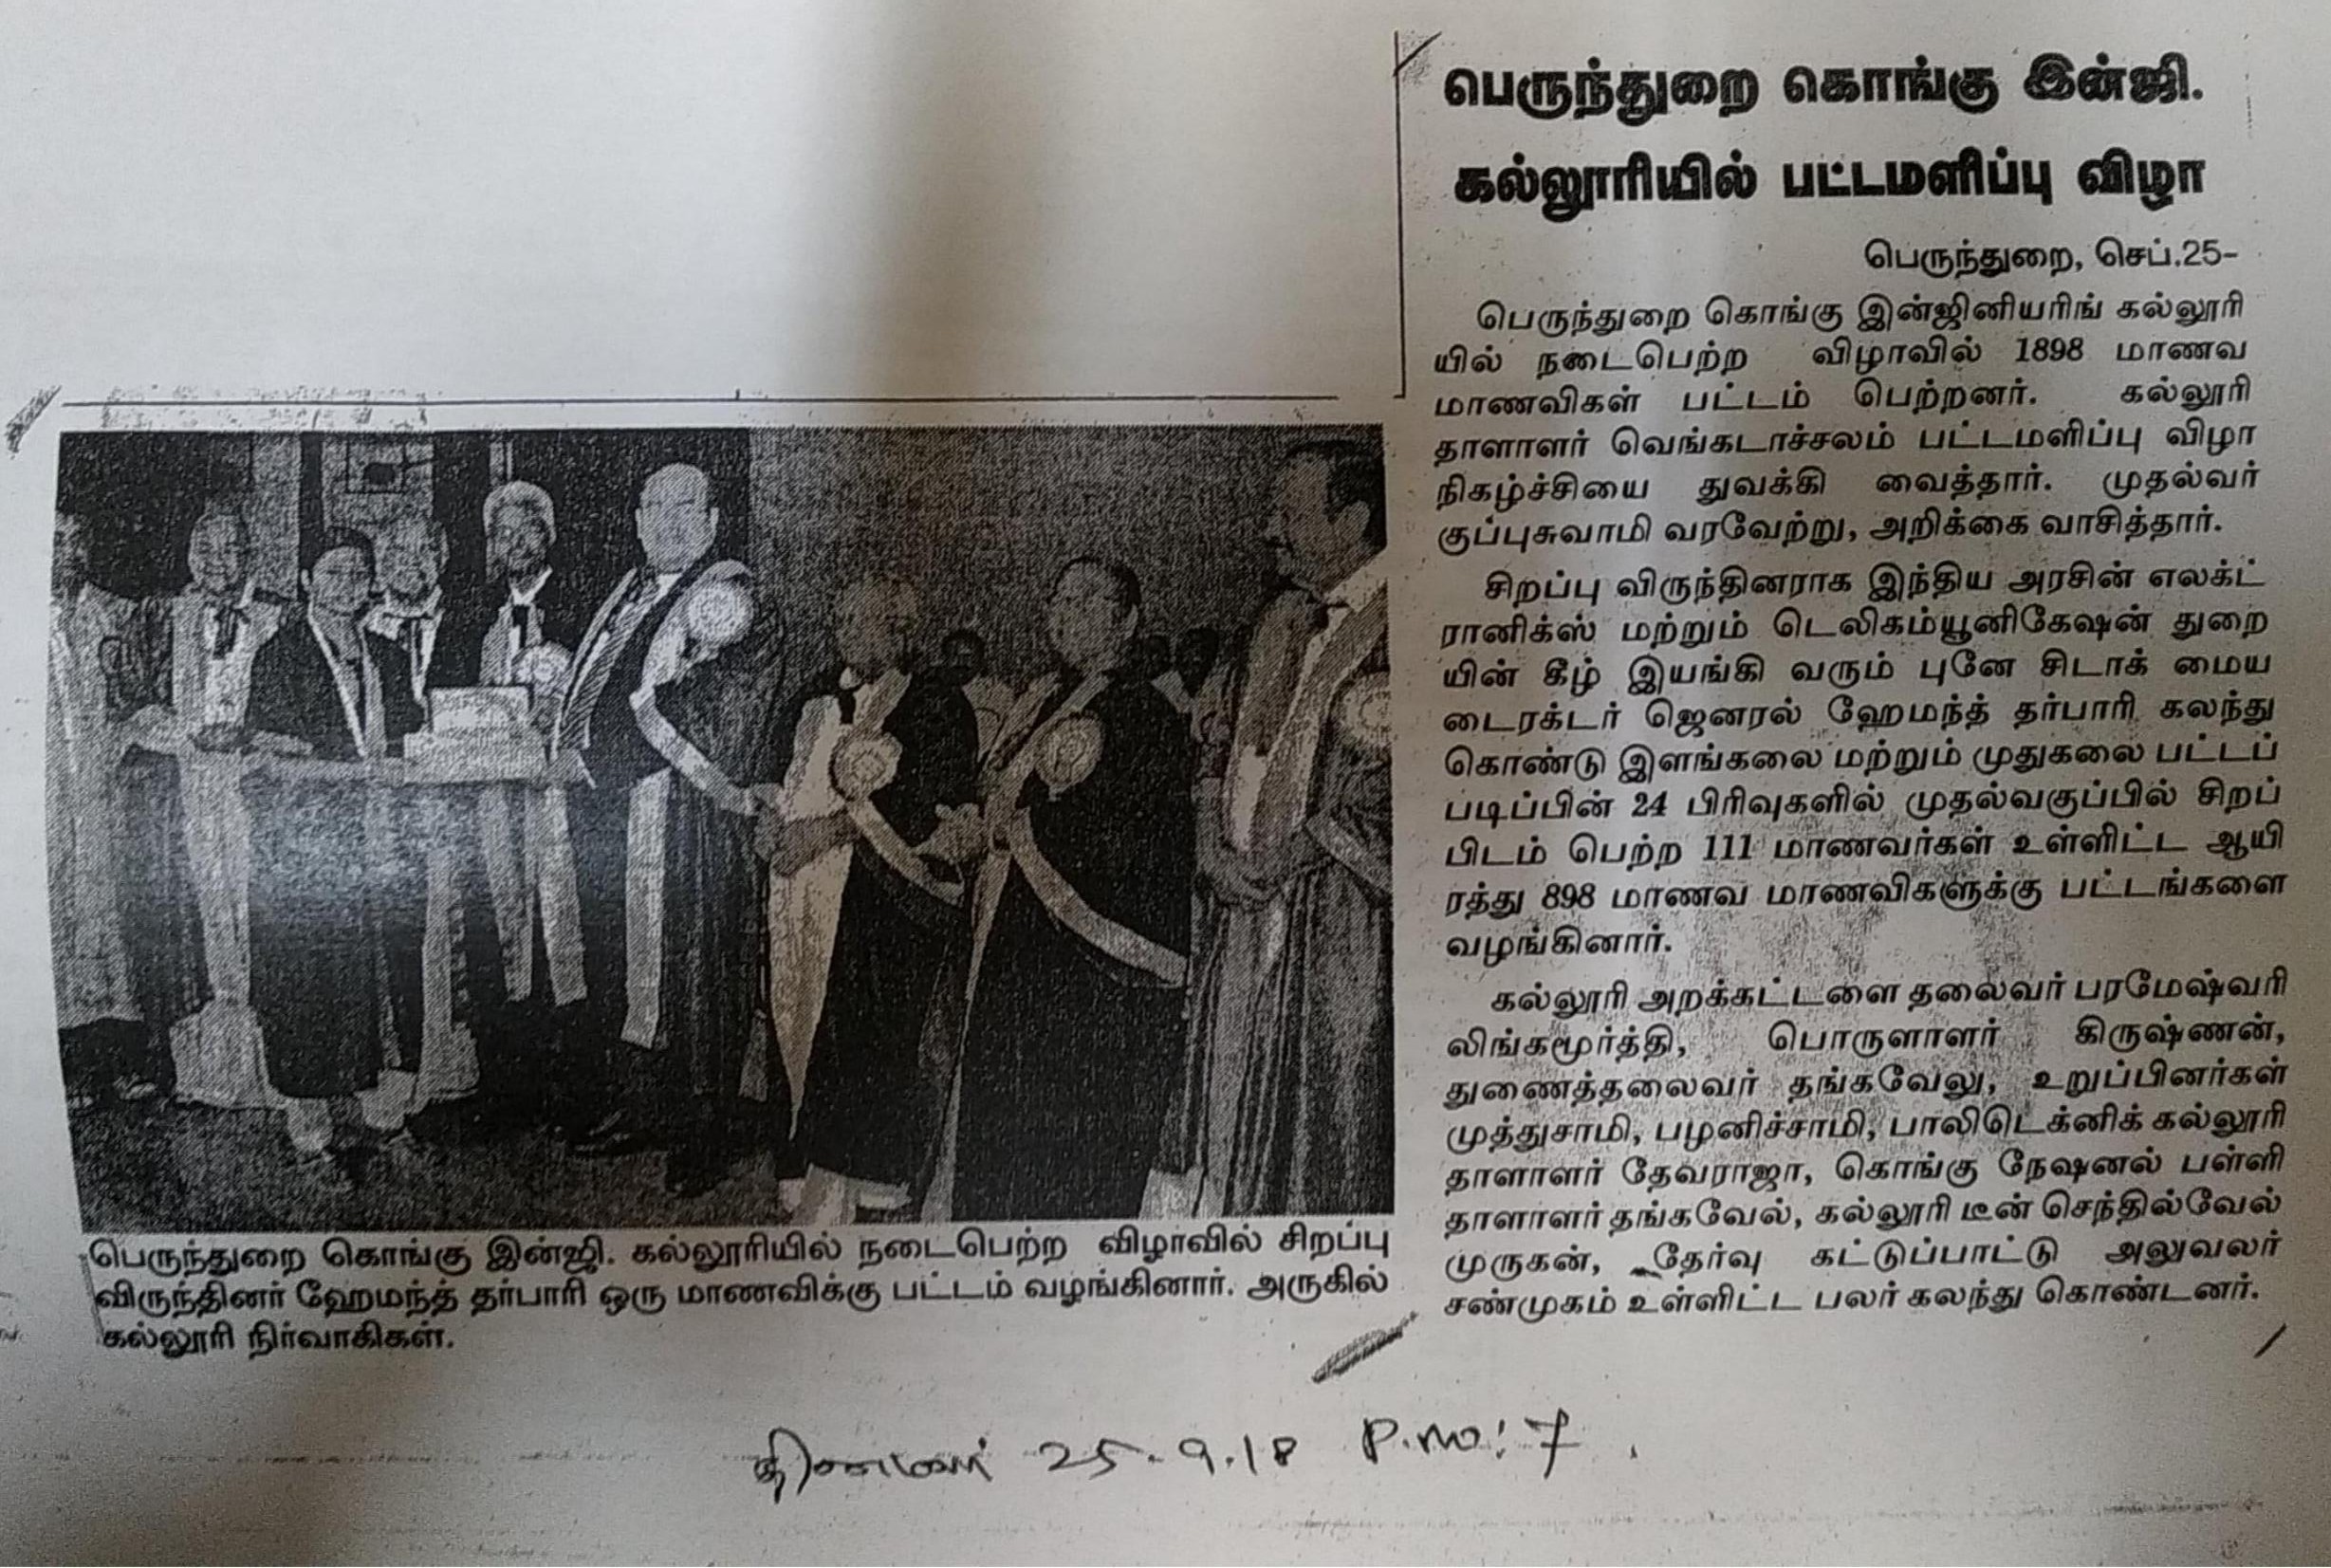 பெருந்துறை கொங்கு இன்ஜி.
கல்லூரியில் பட்டமளிப்பு விழா
பெருந்துறை, செப்.25-
பெருந்துறை கொங்கு இன்ஜினியரிங் கல்லூரி
யில் நடைபெற்ற விழாவில் 1898 மாணவ
மாணவிகள் பட்டம் பெற்றனர். கல்லூரி
தாளாளர் வெங்கடாச்சலம் பட்டமளிப்பு விழா
நிகழ்ச்சியை துவக்கி வைத்தார். முதல்வர்
குப்புசுவாமி வரவேற்று, அறிக்கை வாசித்தார்.
சிறப்பு விருந்தினராக இந்திய அரசின் எலக்ட்
ரானிக்ஸ் மற்றும் டெலிகம்யூனிகேஷன் துறை
யின் கீழ் இயங்கி வரும் புனே சிடாக் மைய
டைரக்டர் ஜெனரல் ஹேமந்த் தர்பாரி கலந்து
கொண்டு இளங்கலை மற்றும் முதுகலை பட்டப்
படிப்பின் 24 பிரிவுகளில் முதல்வகுப்பில் சிறப்
பிடம் பெற்ற 111 மாணவர்கள் உள்ளிட்ட ஆயி
ரத்து 898 மாணவ மாணவிகளுக்கு பட்டங்களை
வழங்கினார்.
கல்லூரி அறக்கட்டளை தலைவர் பரமேஷ்வரி
லிங்கமூர்த்தி, பொருளாளர் கிருஷ்ணன்,
துணைத்தலைவர் தங்கவேலு, உறுப்பினர்கள்
முத்துசாமி, பழனிச்சாமி, பாலிடெக்னிக் கல்லூரி
தாளாளர் தேவராஜா, கொங்கு நேஷனல் பள்ளி
தாளாளர் தங்கவேல், கல்லூரி டீன் செந்தில்வேல்
முருகன், தேர்வு கட்டுப்பாட்டு அலுவலர்
சண்முகம் உள்ளிட்ட பலர் கலந்து கொண்டனர்.
பெருந்துறை கொங்கு இன்ஜி. கல்லூரியில் நடைபெற்ற விழாவில் சிறப்பு
விருந்தினர் ஹேமந்த் தர்பாரி ஒரு மாணவிக்கு பட்டம் வழங்கினார். அருகில்
கல்லூரி நிர்வாகிகள்.
தினமலர் 25.9.18 P.no: 7